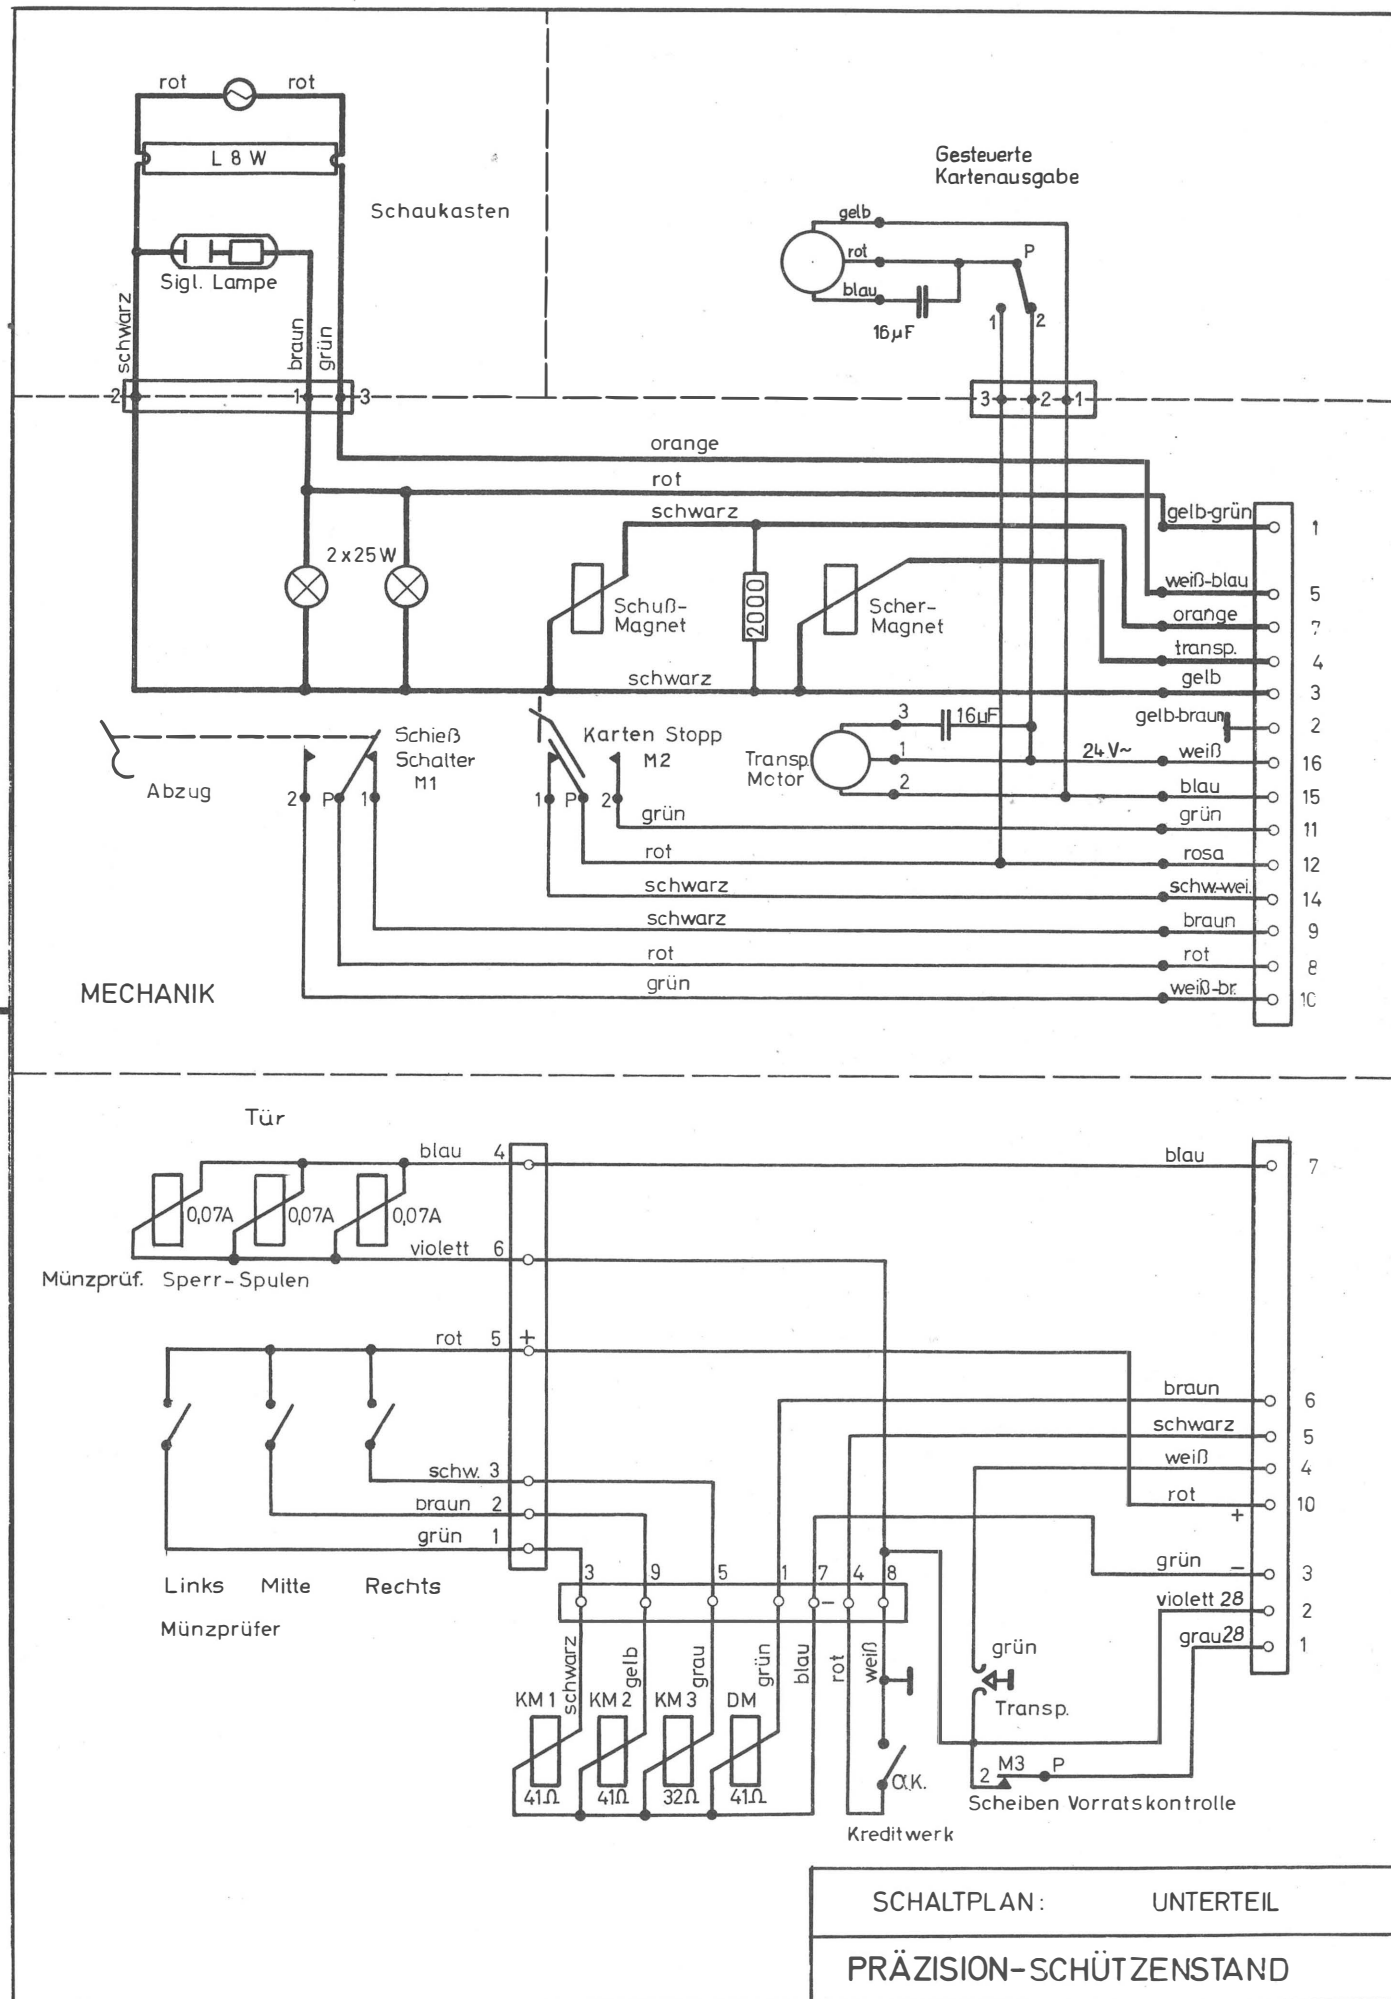 rot rot
L 8 W
Schaukasten
Sigl. Lampe
schwarz
braun
grün
2 1 3
Gesteuerte
Kartenausgabe
gelb
rot P
blau
16µF
1 2
3 2 1
orange
rot
schwarz
gelb-grün 1
2x25W
weiß-blau 5
Schuß-
Magnet
2000
Scher-
Magnet
orange 7
transp. 4
schwarz
gelb 3
gelb-braun 2
Abzug
Schieß
Schalter
M1
2 P 1
Karten Stopp
M2
1 P 2
Transp.
Motor
3 16µF
1
2
24V~ weiß 16
blau 15
grün grün 11
rot rosa 12
schwarz schw-wei. 14
schwarz braun 9
rot rot 8
grün weiß-br. 10
MECHANIK
Tür
blau 4 blau 7
0,07A 0,07A 0,07A
violett 6
Münzprüf. Sperr-Spulen
rot 5 +
braun 6
schwarz 5
weiß 4
rot 10
+
schw. 3
braun 2
grün 1
grün – 3
Links Mitte Rechts
Münzprüfer
3 9 5 1 7 4 8
–
violett 28 2
grau 28 1
schwarz
gelb
grau
grün
blau
rot
weiß
KM 1 KM 2 KM 3 DM
41Ω 41Ω 32Ω 41Ω
grün
Transp.
2 M3 P
Scheiben Vorratskontrolle
Kreditwerk
SCHALTPLAN: UNTERTEIL
PRÄZISION-SCHÜTZENSTAND